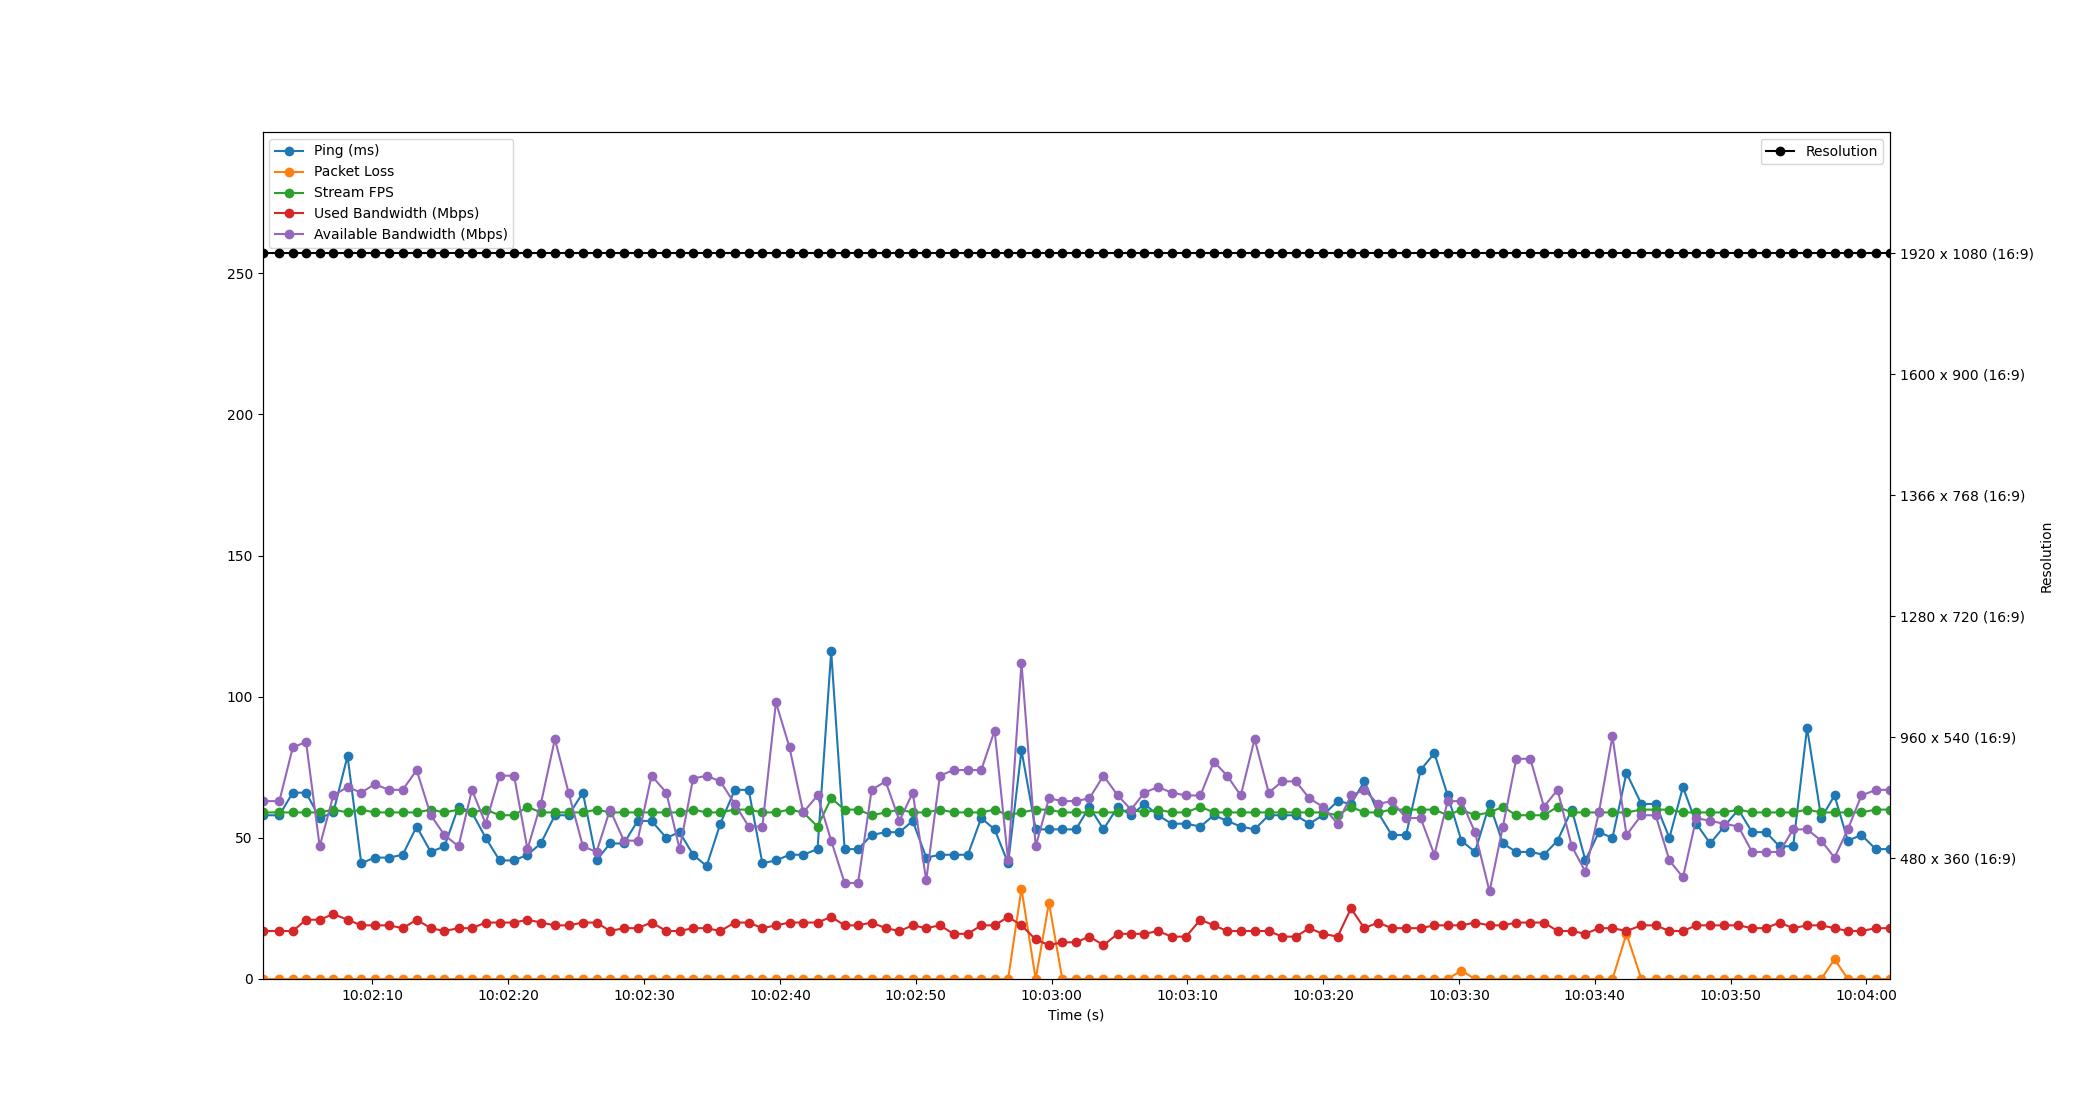 Ping (ms)
Packet Loss
Stream FPS
Used Bandwidth (Mbps)
Available Bandwidth (Mbps)
Resolution
250
200
150
100
50
0
1920 x 1080 (16:9)
1600 x 900 (16:9)
1366 x 768 (16:9)
1280 x 720 (16:9)
960 x 540 (16:9)
480 x 360 (16:9)
Resolution
10:02:10
10:02:20
10:02:30
10:02:40
10:02:50
10:03:00
10:03:10
10:03:20
10:03:30
10:03:40
10:03:50
10:04:00
Time (s)